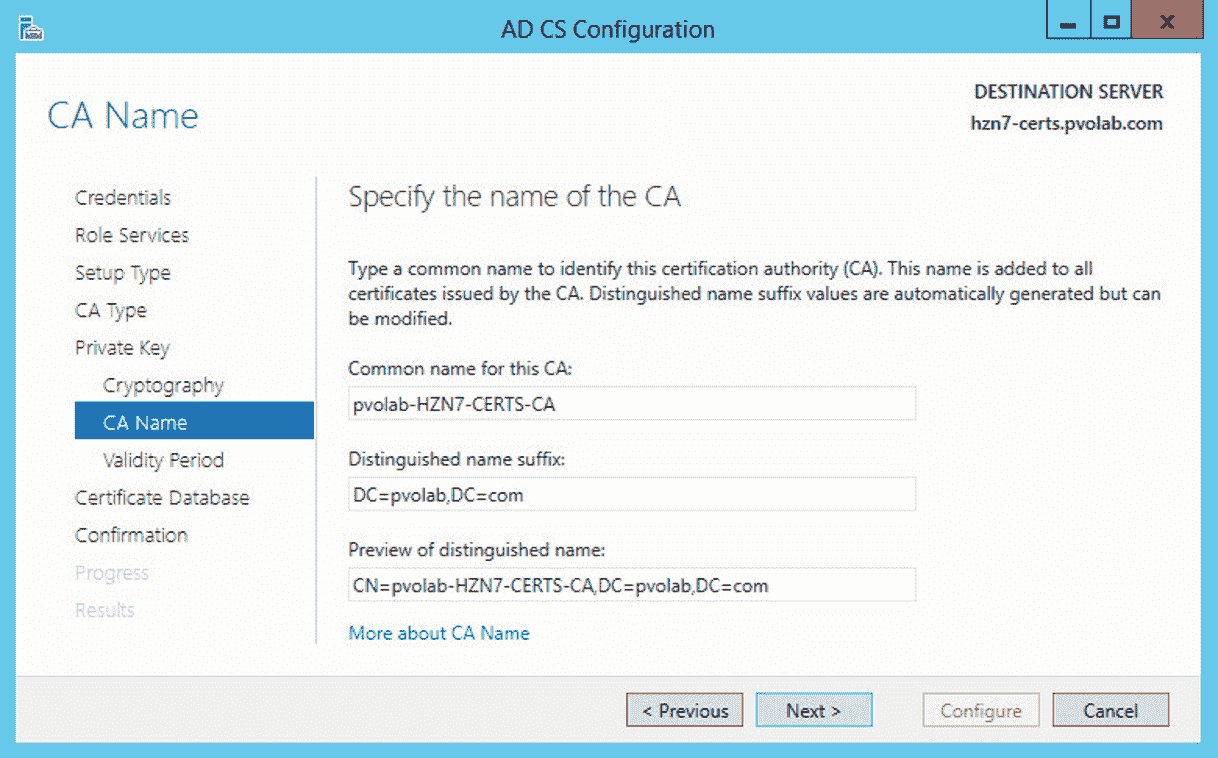 AD CS Configuration
CA Name
DESTINATION SERVER
hzn7-certs.pvolab.com
Credentials
Role Services
Setup Type
CA Type
Private Key
Cryptography
CA Name
Validity Period
Certificate Database
Confirmation
Progress
Results
Specify the name of the CA
Type a common name to identify this certification authority (CA). This name is added to all
certificates issued by the CA. Distinguished name suffix values are automatically generated but can
be modified.
Common name for this CA:
pvolab-HZN7-CERTS-CA
Distinguished name suffix:
DC=pvolab,DC=com
Preview of distinguished name:
CN=pvolab-HZN7-CERTS-CA,DC=pvolab,DC=com
More about CA Name
< Previous
Next >
Configure
Cancel